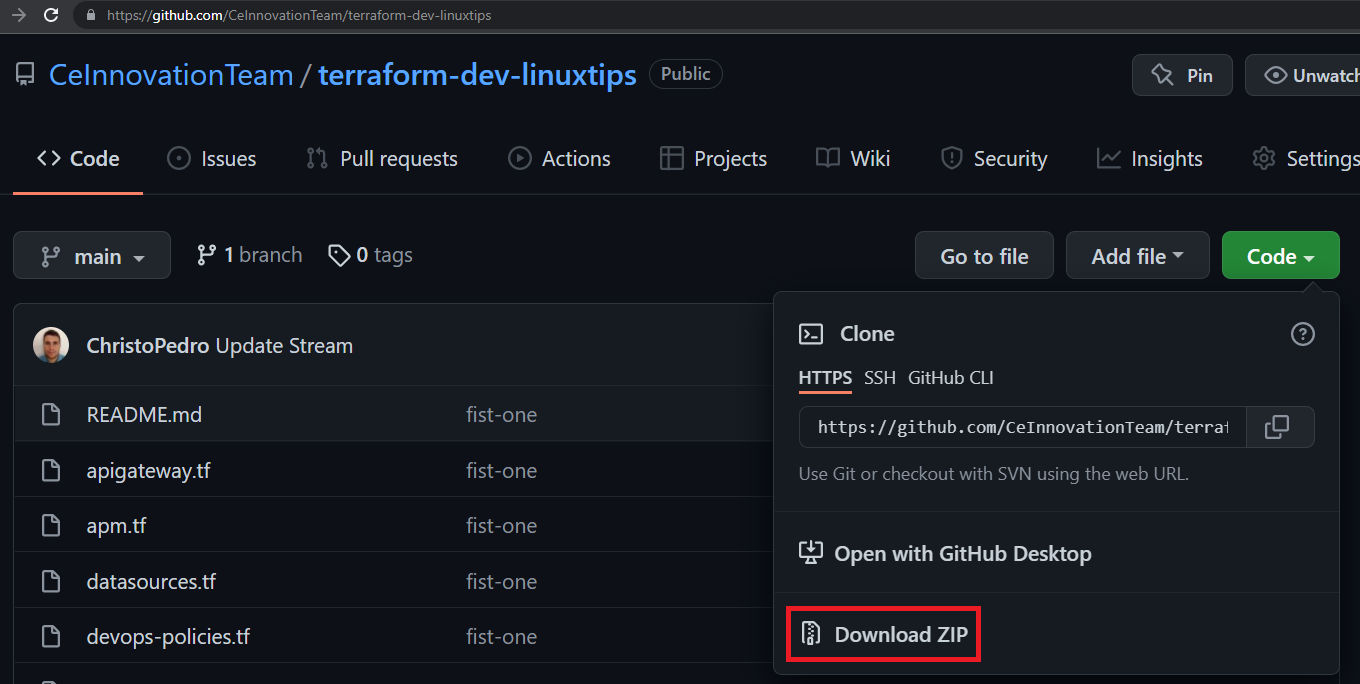 https://github.com/CeInnovationTeam/terraform-dev-linuxtips
CeInnovationTeam / terraform-dev-linuxtips Public Pin Unwatch
Code Issues Pull requests Actions Projects Wiki Security Insights Settings
main 1 branch 0 tags Go to file Add file Code
ChristoPedro Update Stream
README.md fist-one
apigateway.tf fist-one
apm.tf fist-one
datasources.tf fist-one
devops-policies.tf fist-one
Clone
HTTPS SSH GitHub CLI
https://github.com/CeInnovationTeam/terraf
Use Git or checkout with SVN using the web URL.
Open with GitHub Desktop
Download ZIP